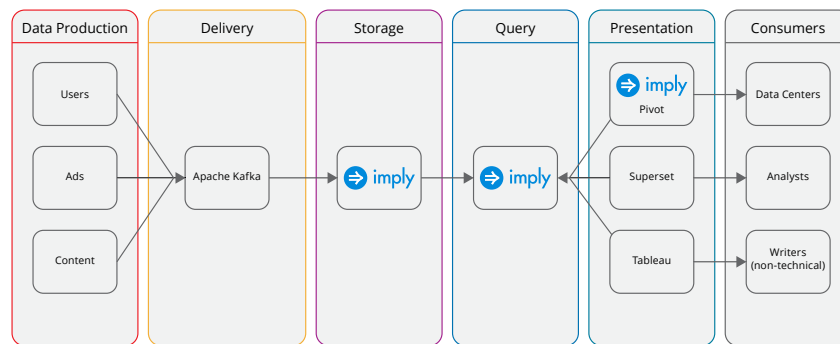 Data Production
Delivery
Storage
Query
Presentation
Consumers
Users
Ads
Content
Apache Kafka
imply
imply
imply
Pivot
Superset
Tableau
Data Centers
Analysts
Writers
(non-technical)